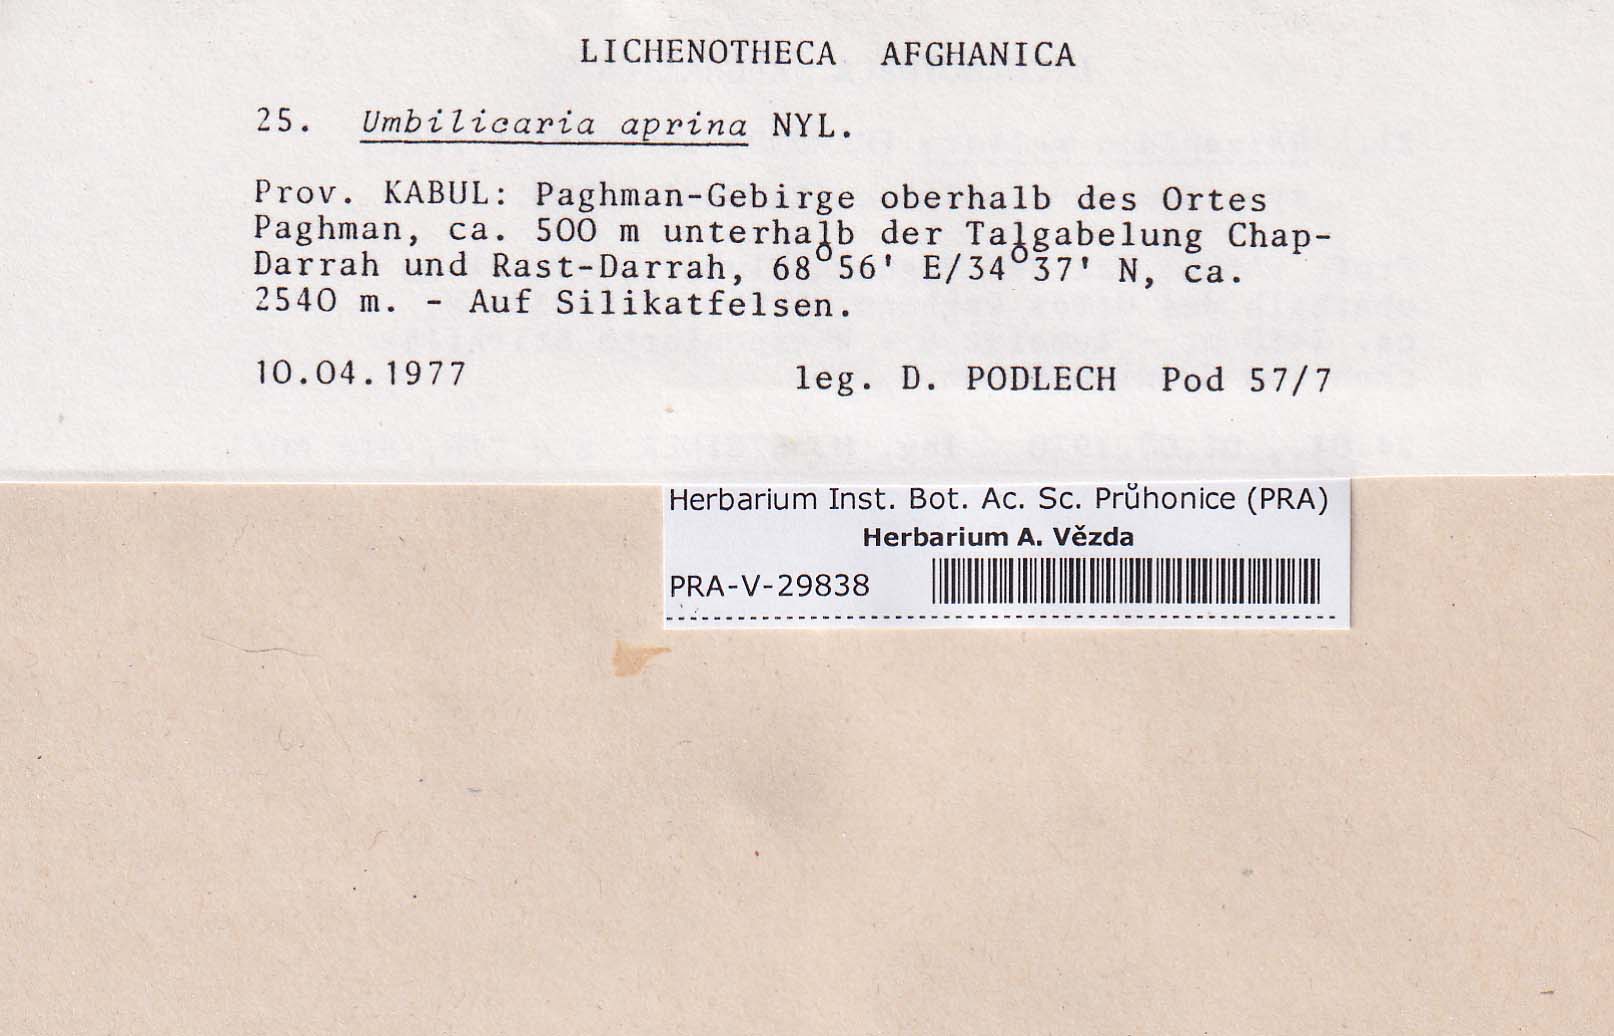 LICHENOTHECA AFGHANICA
25. Umbilicaria aprina NYL.
Prov. KABUL: Paghman-Gebirge oberhalb des Ortes
Paghman, ca. 500 m unterhalb der Talgabelung Chap-
Darrah und Rast-Darrah, 68°56' E/34°37' N, ca.
2540 m. - Auf Silikatfelsen.
10.04.1977 leg. D. PODLECH Pod 57/7
Herbarium Inst. Bot. Ac. Sc. Průhonice (PRA)
Herbarium A. Vězda
PRA-V-29838